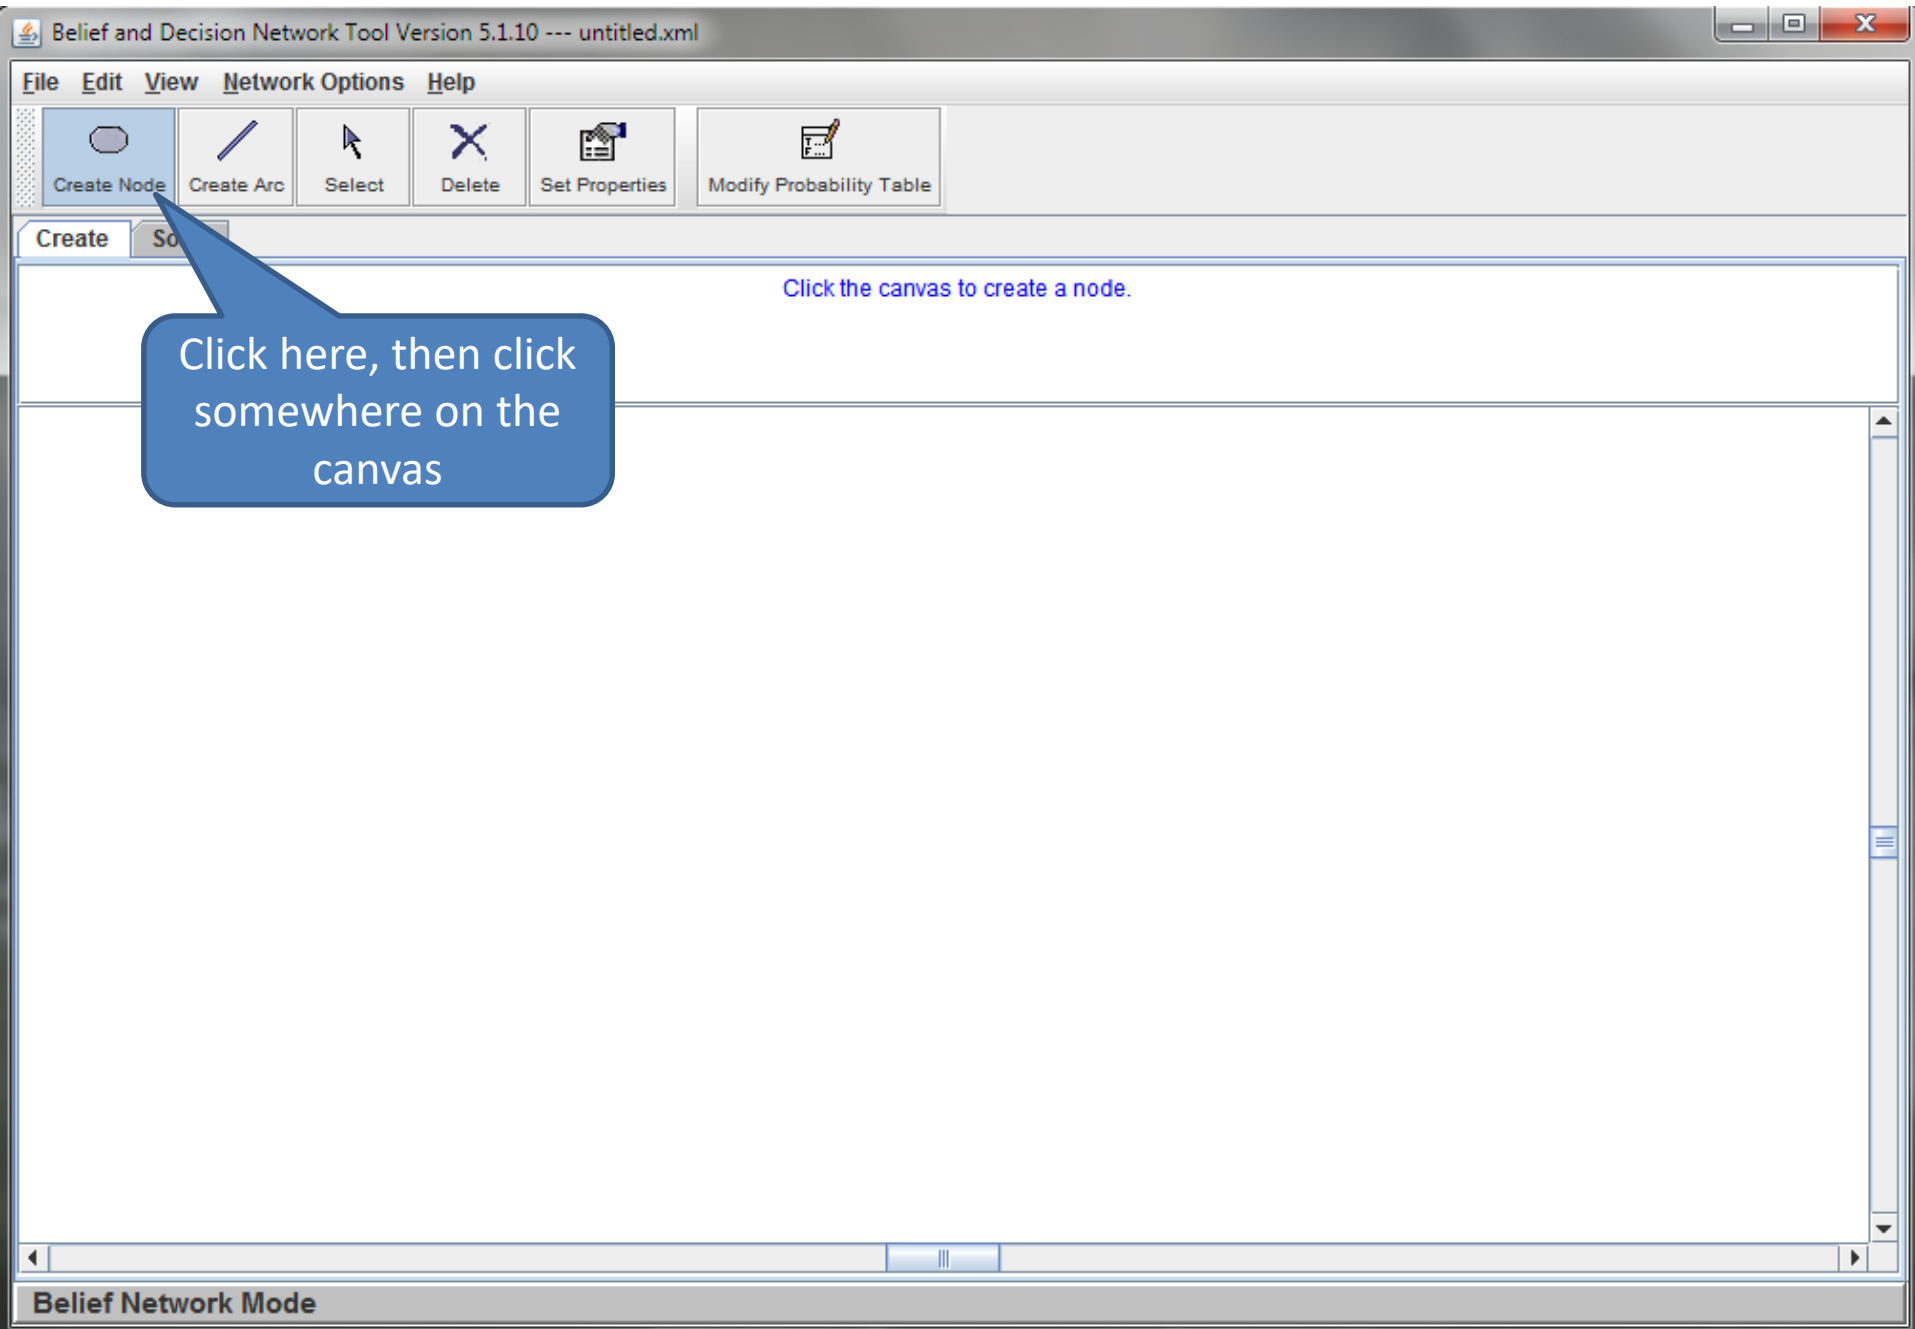 Belief and Decision Network Tool Version 5.1.10 --- untitled.xml
File Edit View Network Options Help
Create Node Create Arc Select Delete Set Properties Modify Probability Table
Create
Click the canvas to create a node.
Click here, then click
somewhere on the
canvas
Belief Network Mode